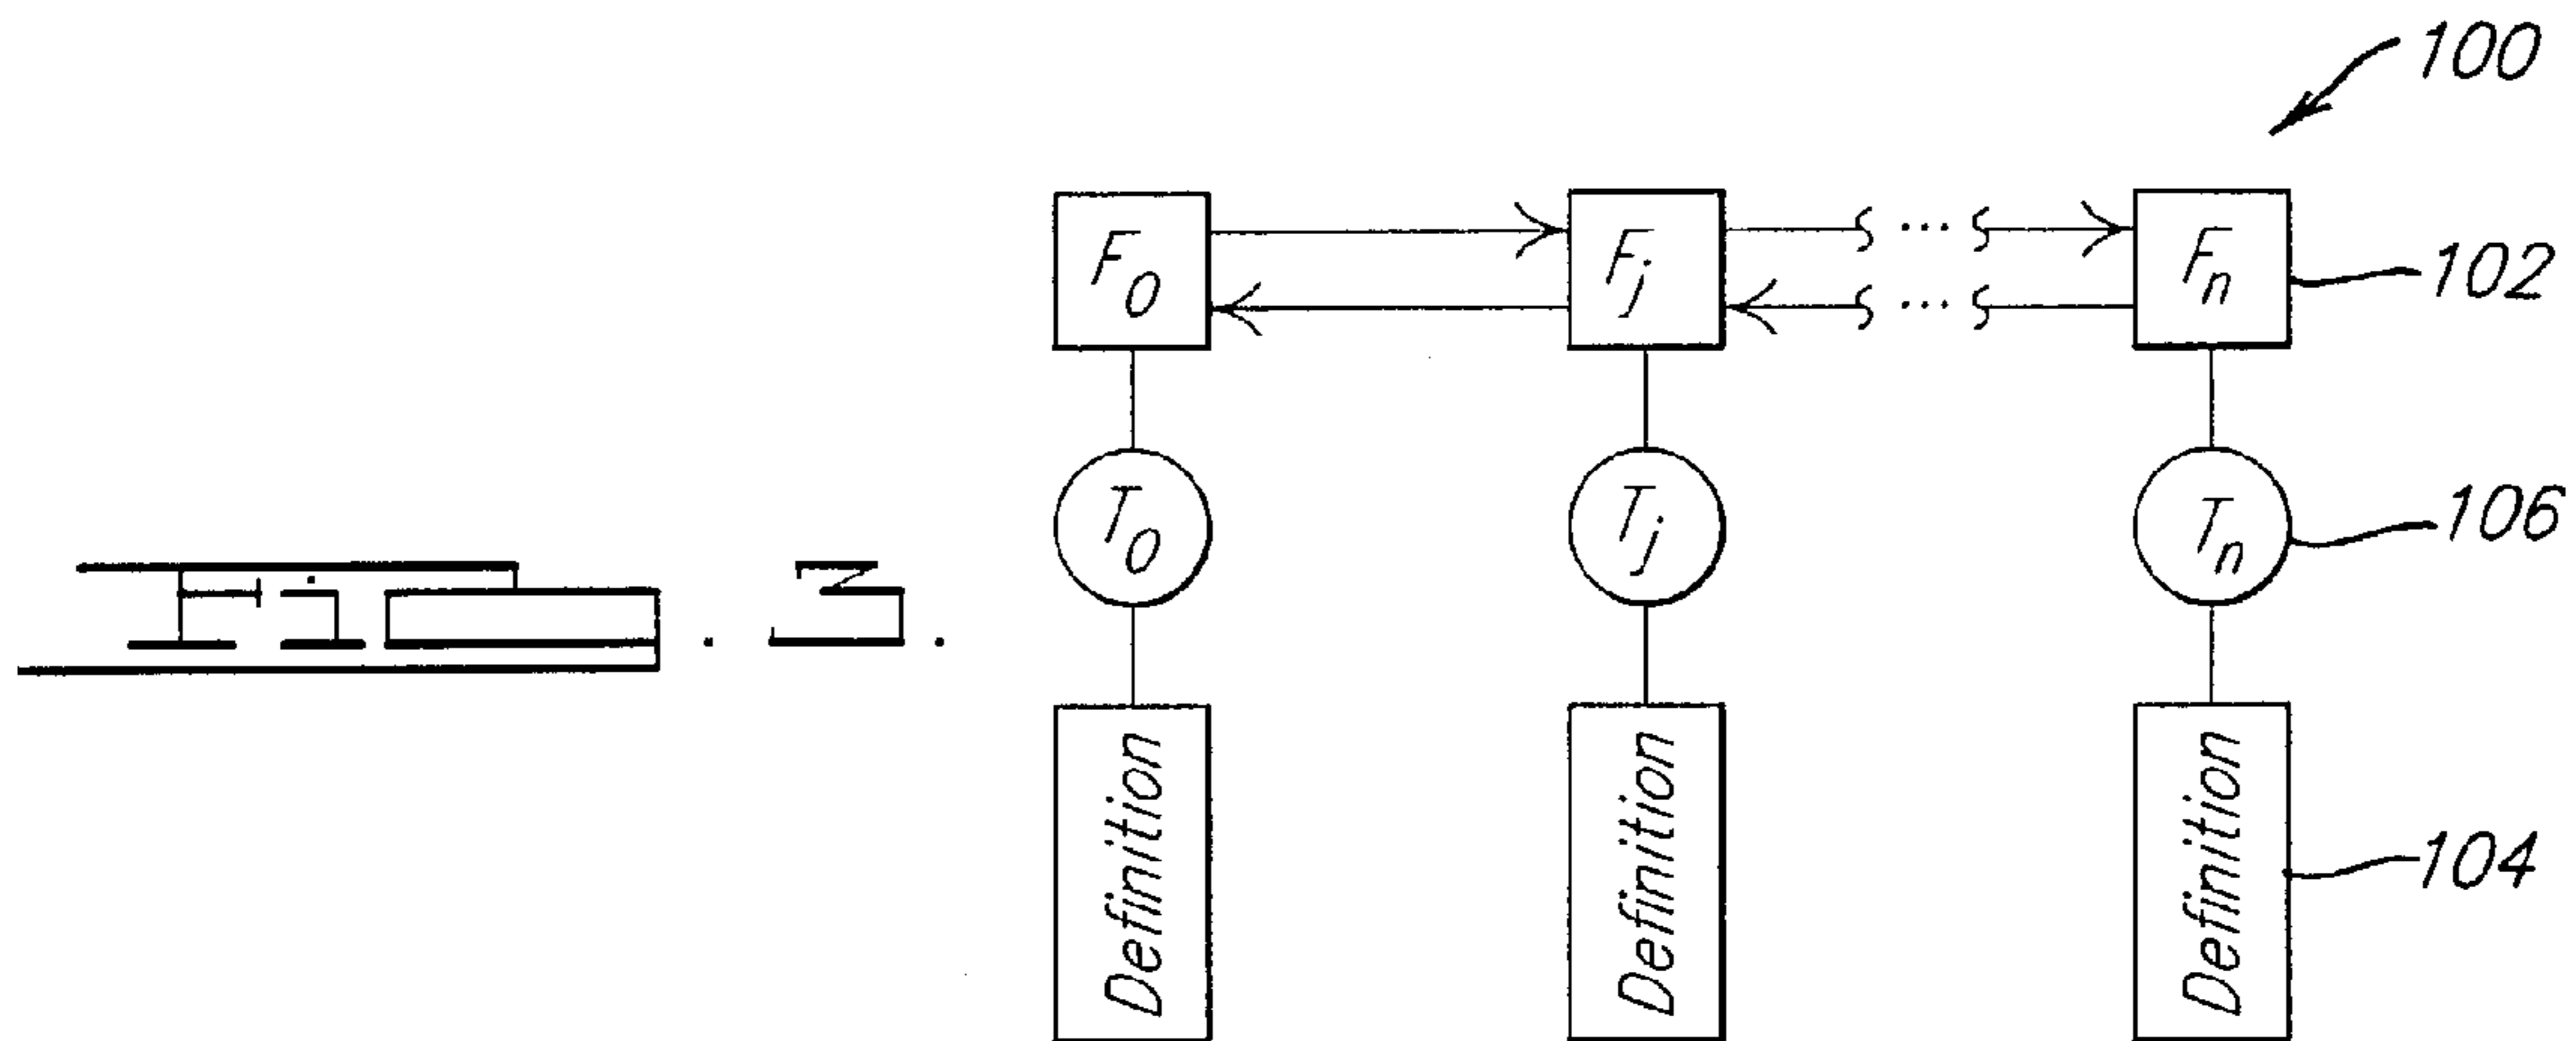 100
F0 Fj ... Fn 102
...
T0 Tj Tn 106
Fig. 3.
Definition Definition Definition 104